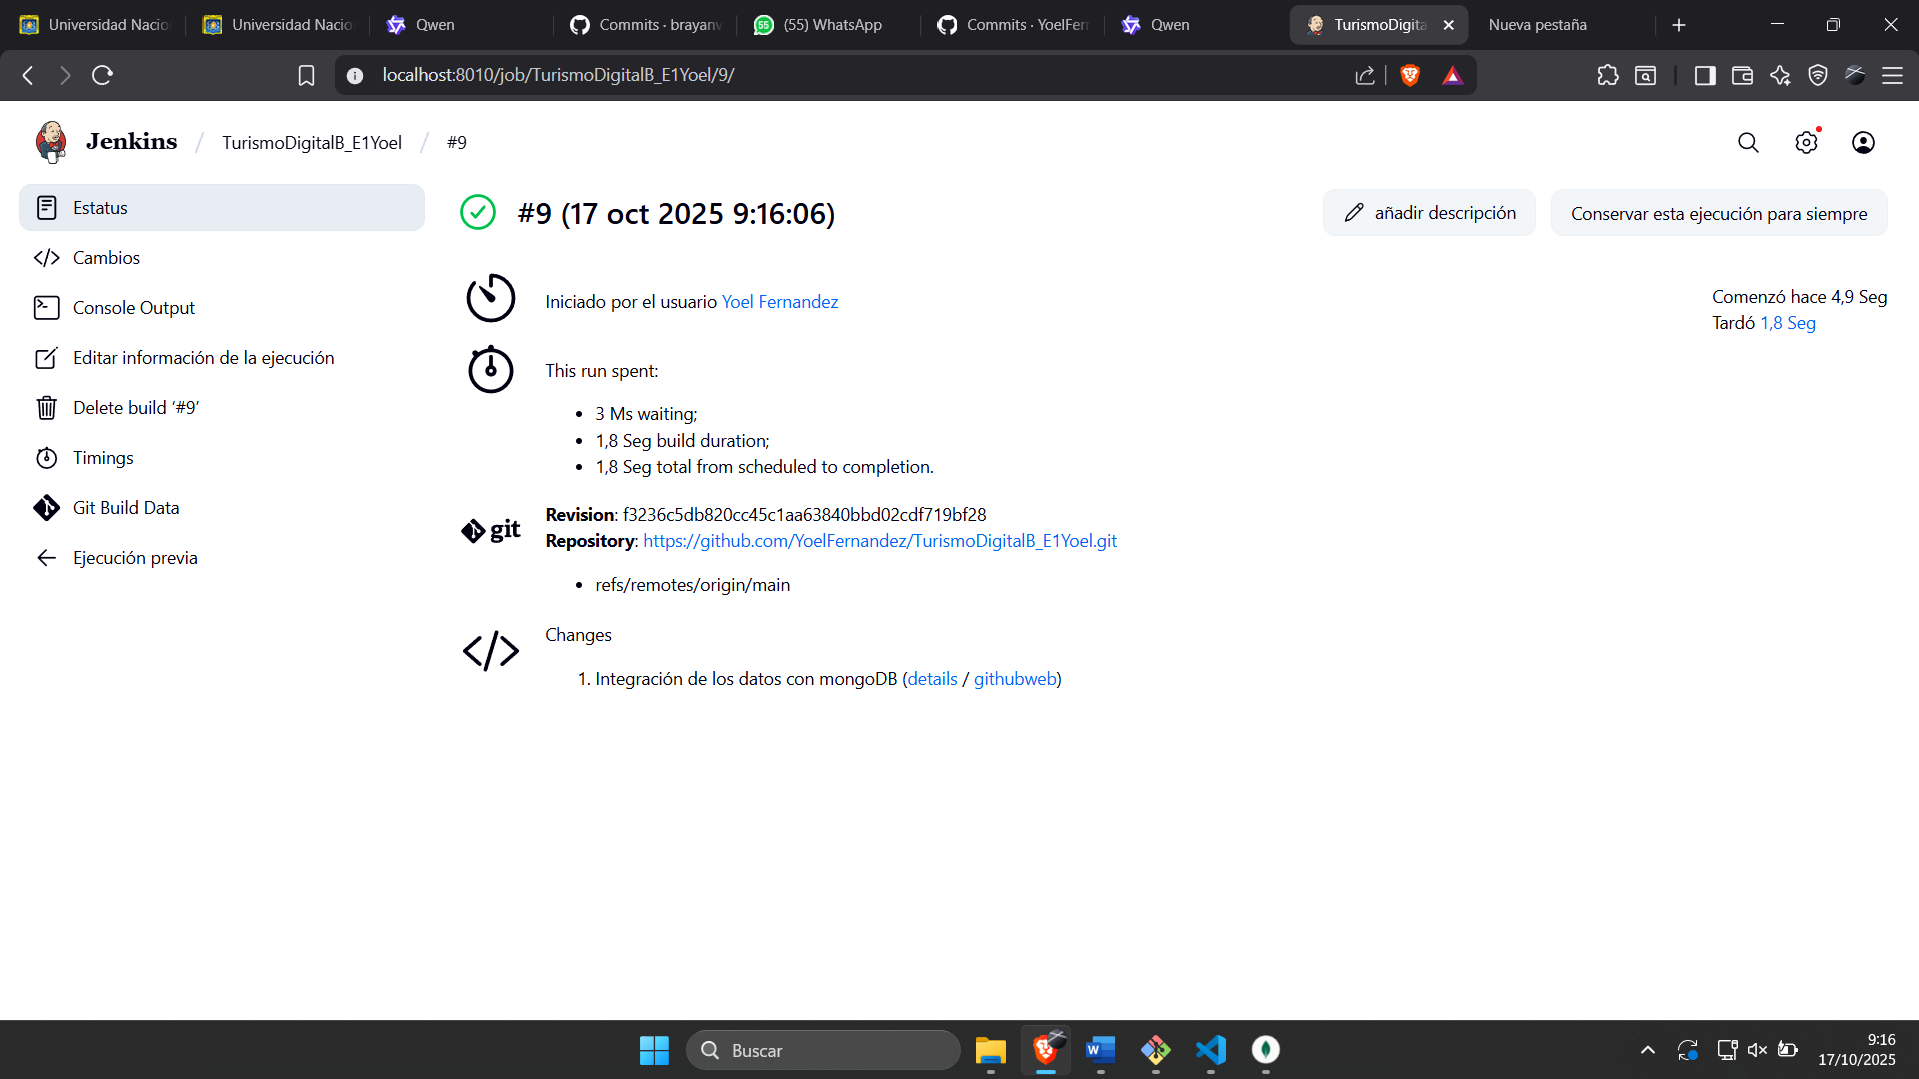 Universidad Nacio
Universidad Nacio
Qwen
Commits · brayanv
(55) WhatsApp
Commits · YoelFern
Qwen
TurismoDigita
Nueva pestaña
localhost:8010/job/TurismoDigitalB_E1Yoel/9/
Jenkins / TurismoDigitalB_E1Yoel / #9
Estatus
Cambios
Console Output
Editar información de la ejecución
Delete build ‘#9’
Timings
Git Build Data
Ejecución previa
#9 (17 oct 2025 9:16:06)
añadir descripción
Conservar esta ejecución para siempre
Iniciado por el usuario Yoel Fernandez
Comenzó hace 4,9 Seg
Tardó 1,8 Seg
This run spent:
• 3 Ms waiting;
• 1,8 Seg build duration;
• 1,8 Seg total from scheduled to completion.
git
Revision: f3236c5db820cc45c1aa63840bbd02cdf719bf28
Repository: https://github.com/YoelFernandez/TurismoDigitalB_E1Yoel.git
• refs/remotes/origin/main
Changes
1. Integración de los datos con mongoDB (details / githubweb)
Buscar
9:16
17/10/2025